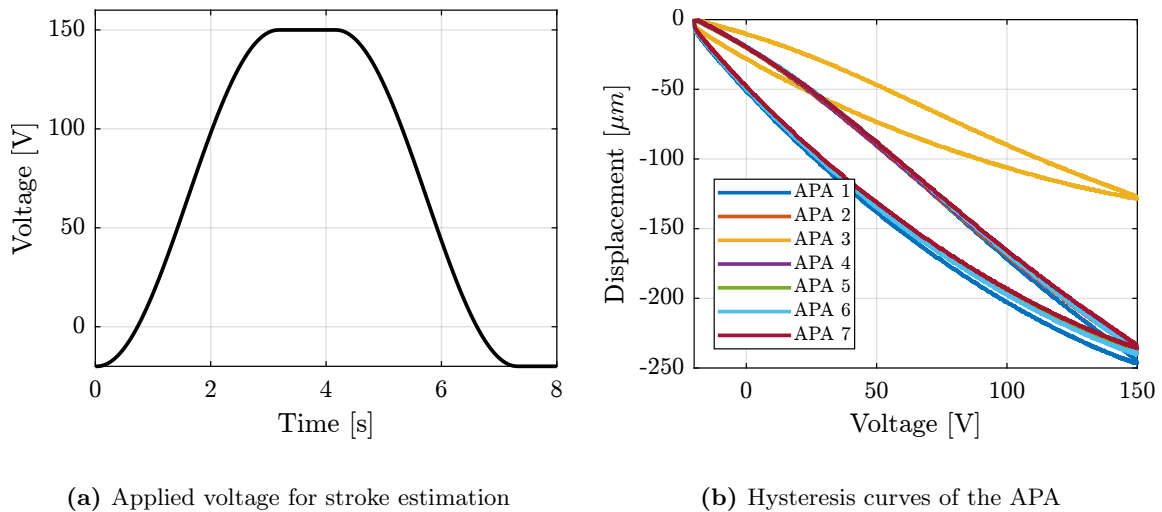 150
100
50
0
Voltage [V]
0 2 4 6 8
Time [s]
(a) Applied voltage for stroke estimation
0
-50
-100
-150
-200
-250
Displacement [μm]
APA 1
APA 2
APA 3
APA 4
APA 5
APA 6
APA 7
0 50 100 150
Voltage [V]
(b) Hysteresis curves of the APA